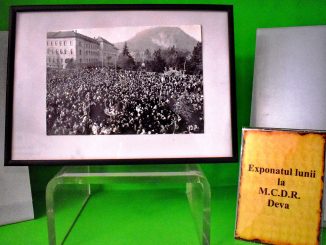 Exponatul lunii
la
M.C.D.R.
Deva